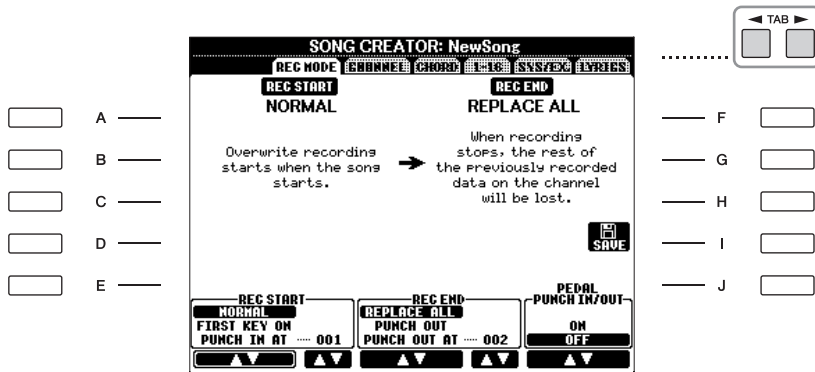 ◄ TAB ►
SONG CREATOR: NewSong
REC MODE CHANNEL CHORD 1-16 SYS/EX. LYRICS
REC START
NORMAL
Overwrite recording
starts when the song
starts.
REC END
REPLACE ALL
When recording
stops, the rest of
the previously recorded
data on the channel
will be lost.
A
B
C
D
E
F
G
H
I
J
SAVE
REC START
NORMAL
FIRST KEY ON
PUNCH IN AT ···· 001
REC END
REPLACE ALL
PUNCH OUT
PUNCH OUT AT ···· 002
PEDAL
PUNCH IN/OUT
ON
OFF
▲▼ ▲▼ ▲▼ ▲▼ ▲▼